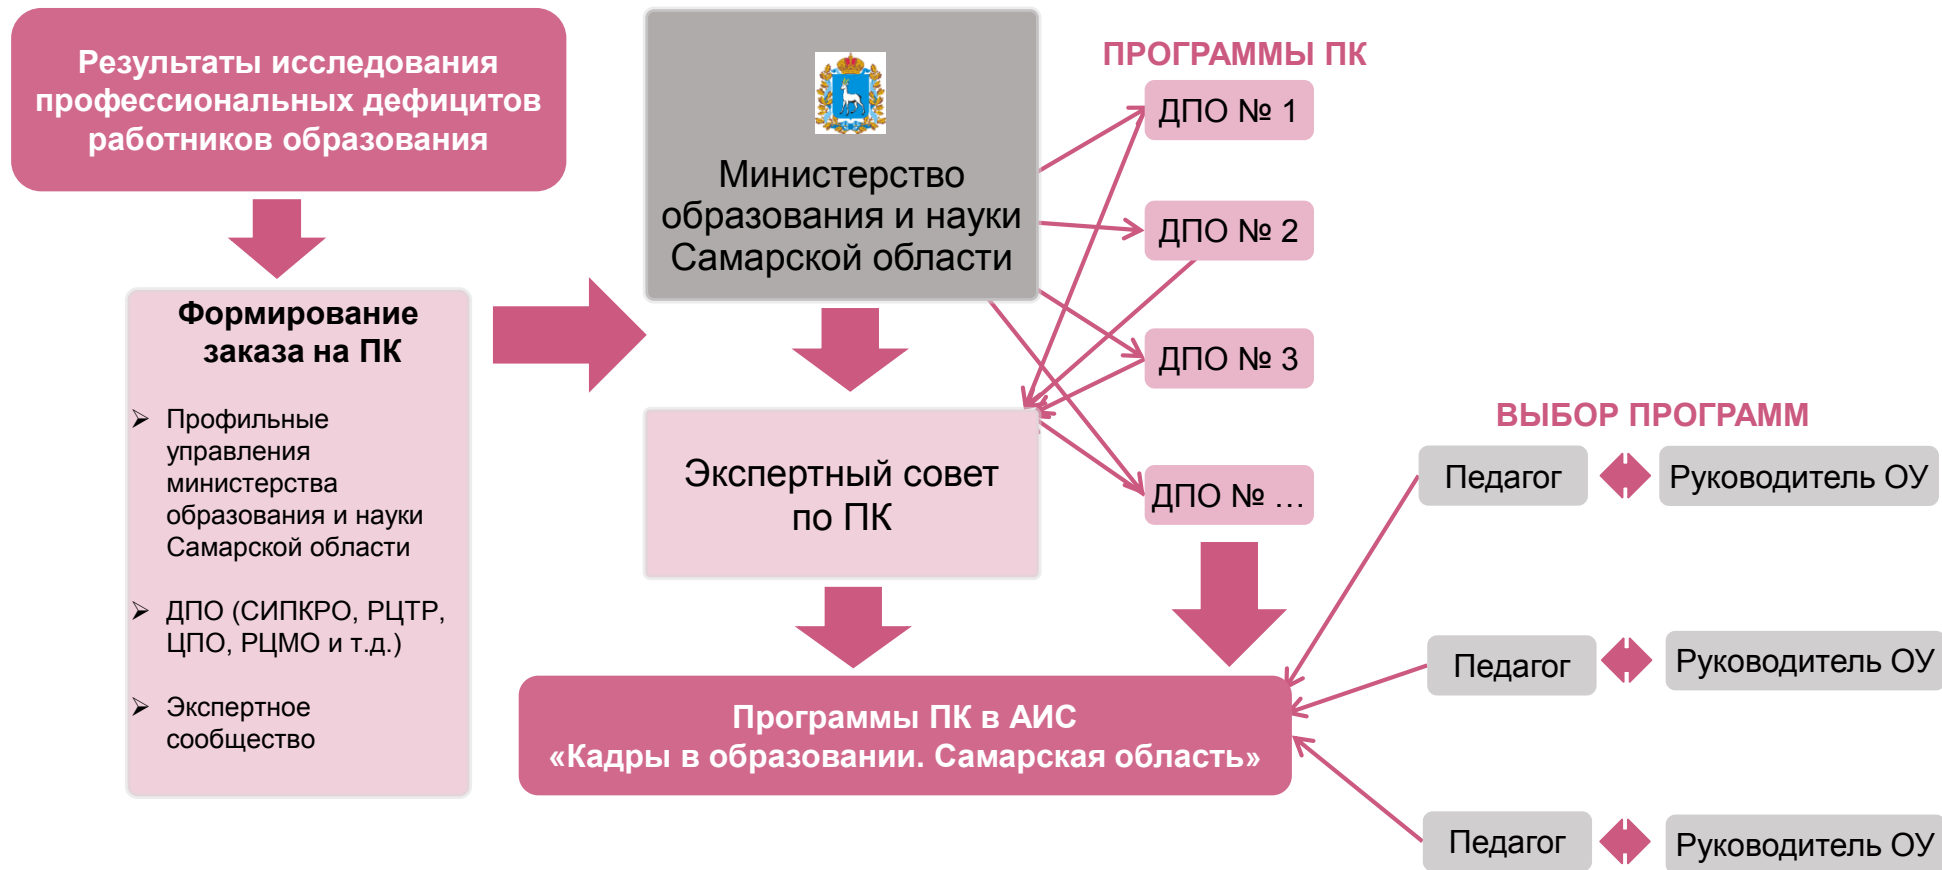 Результаты исследования
профессиональных дефицитов
работников образования
Формирование
заказа на ПК
➢ Профильные
управления
министерства
образования и науки
Самарской области
➢ ДПО (СИПКРО, РЦТР,
ЦПО, РЦМО и т.д.)
➢ Экспертное
сообщество
Министерство
образования и науки
Самарской области
Экспертный совет
по ПК
ПРОГРАММЫ ПК
ДПО № 1
ДПО № 2
ДПО № 3
ДПО № ...
Программы ПК в АИС
«Кадры в образовании. Самарская область»
ВЫБОР ПРОГРАММ
Педагог
Руководитель ОУ
Педагог
Руководитель ОУ
Педагог
Руководитель ОУ